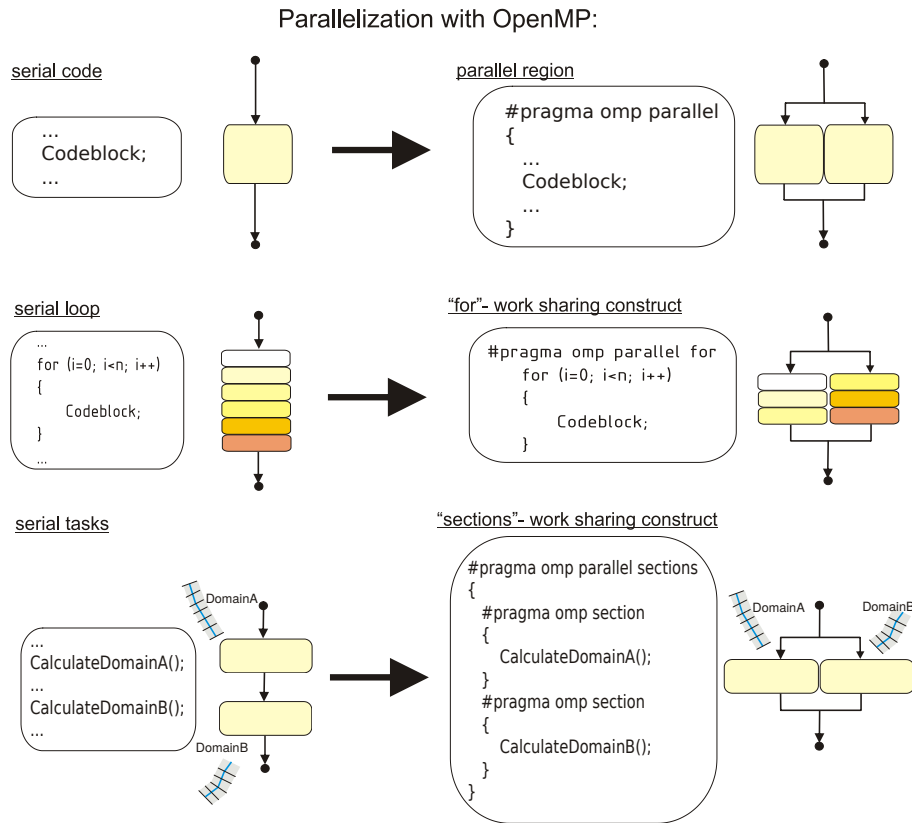 Parallelization with OpenMP:
serial code
...
Codeblock;
...
parallel region
#pragma omp parallel
{
...
Codeblock;
...
}
serial loop
...
for (i=0; i<n; i++)
{
Codeblock;
}
...
“for”- work sharing construct
#pragma omp parallel for
for (i=0; i<n; i++)
{
Codeblock;
}
serial tasks
...
CalculateDomainA();
...
CalculateDomainB();
...
DomainA
DomainB
“sections”- work sharing construct
#pragma omp parallel sections
{
#pragma omp section
{
CalculateDomainA();
}
#pragma omp section
{
CalculateDomainB();
}
}
DomainA
DomainB